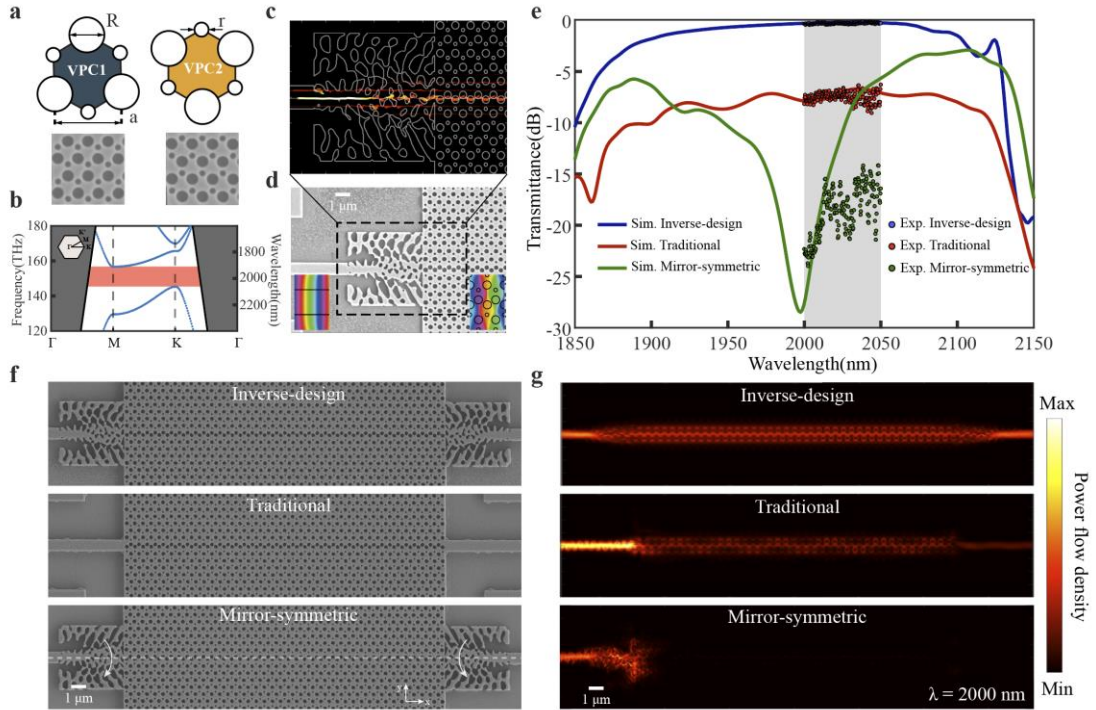 a
R
r
VPC1
VPC2
a
b
180
160
140
120
Frequency(THz)
K'
M
K
Γ
1800
2000
2200
Wavelength(nm)
Γ
M
K
Γ
c
d
1 μm
e
0
-5
-10
-15
-20
-25
-30
Transmittance(dB)
Sim. Inverse-design
Sim. Traditional
Sim. Mirror-symmetric
Exp. Inverse-design
Exp. Traditional
Exp. Mirror-symmetric
1850
1900
1950
2000
2050
2100
2150
Wavelength(nm)
f
Inverse-design
Traditional
Mirror-symmetric
1 μm
y
x
g
Inverse-design
Traditional
Mirror-symmetric
1 μm
λ = 2000 nm
Max
Power flow density
Min